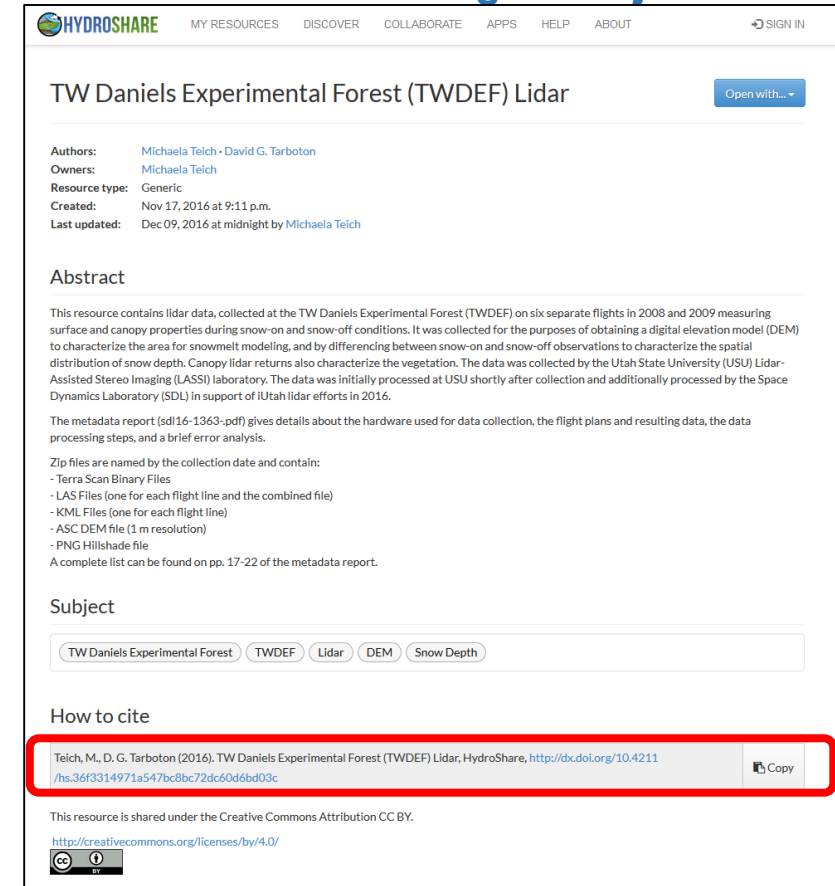 HYDROSHARE MY RESOURCES DISCOVER COLLABORATE APPS HELP ABOUT SIGN IN
TW Daniels Experimental Forest (TWDEF) Lidar
Open with...
Authors: Michaela Teich · David G. Tarboton
Owners: Michaela Teich
Resource type: Generic
Created: Nov 17, 2016 at 9:11 p.m.
Last updated: Dec 09, 2016 at midnight by Michaela Teich
Abstract
This resource contains lidar data, collected at the TW Daniels Experimental Forest (TWDEF) on six separate flights in 2008 and 2009 measuring
surface and canopy properties during snow-on and snow-off conditions. It was collected for the purposes of obtaining a digital elevation model (DEM)
to characterize the area for snowmelt modeling, and by differencing between snow-on and snow-off observations to characterize the spatial
distribution of snow depth. Canopy lidar returns also characterize the vegetation. The data was collected by the Utah State University (USU) Lidar-
Assisted Stereo Imaging (LASSI) laboratory. The data was initially processed at USU shortly after collection and additionally processed by the Space
Dynamics Laboratory (SDL) in support of iUtah lidar efforts in 2016.
The metadata report (sdl16-1363-.pdf) gives details about the hardware used for data collection, the flight plans and resulting data, the data
processing steps, and a brief error analysis.
Zip files are named by the collection date and contain:
- Terra Scan Binary Files
- LAS Files (one for each flight line and the combined file)
- KML Files (one for each flight line)
- ASC DEM file (1 m resolution)
- PNG Hillshade file
A complete list can be found on pp. 17-22 of the metadata report.
Subject
TW Daniels Experimental Forest TWDEF Lidar DEM Snow Depth
How to cite
Teich, M., D. G. Tarboton (2016). TW Daniels Experimental Forest (TWDEF) Lidar, HydroShare, http://dx.doi.org/10.4211
/hs.36f3314971a547bc8bc72dc60d6bd03c
Copy
This resource is shared under the Creative Commons Attribution CC BY.
http://creativecommons.org/licenses/by/4.0/
cc BY